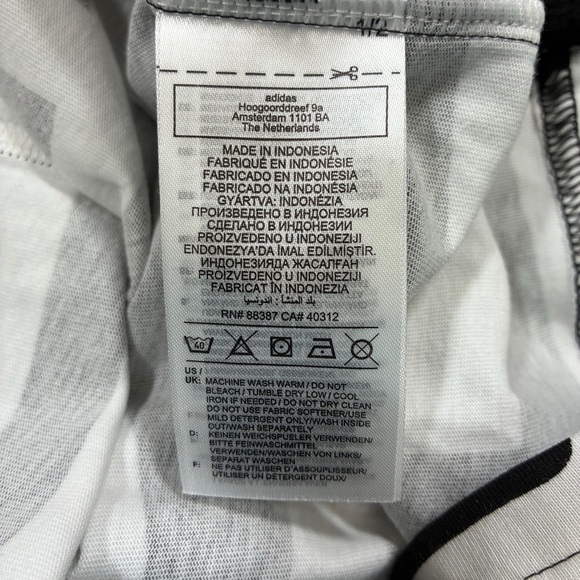 1/2
adidas
Hoogoorddreef 9a
Amsterdam 1101 BA
The Netherlands
MADE IN INDONESIA
FABRIQUÉ EN INDONÉSIE
FABRICADO EN INDONESIA
FABRICADO NA INDONÉSIA
GYÁRTVA: INDONÉZIA
ПРОИЗВЕДЕНО В ИНДОНЕЗИЯ
СДЕЛАНО В ИНДОНЕЗИИ
PROIZVEDENO U INDONEZIJI
ENDONEZYA'DA İMAL EDİLMİŞTİR
ИНДОНЕЗИЯДА ЖАСАЛҒАН
PROIZVEDENO U INDONEZIJI
FABRICAT ÎN INDONEZIA
بلد المنشأ : اندونيسيا
RN# 88387 CA# 40312
40
US /
UK: MACHINE WASH WARM / DO NOT
BLEACH / TUMBLE DRY LOW / COOL
IRON IF NEEDED / DO NOT DRY CLEAN
DO NOT USE FABRIC SOFTENER/USE
MILD DETERGENT ONLY/WASH INSIDE
OUT/WASH SEPARATELY
D: KEINEN WEICHSPUELER VERWENDEN/
BITTE FEINWASCHMITTEL
VERWENDEN/WASCHEN VON LINKS/
SEPARAT WASCHEN
F: NE PAS UTILISER D'ASSOUPLISSEUR/
UTILISER UN DETERGENT DOUX/